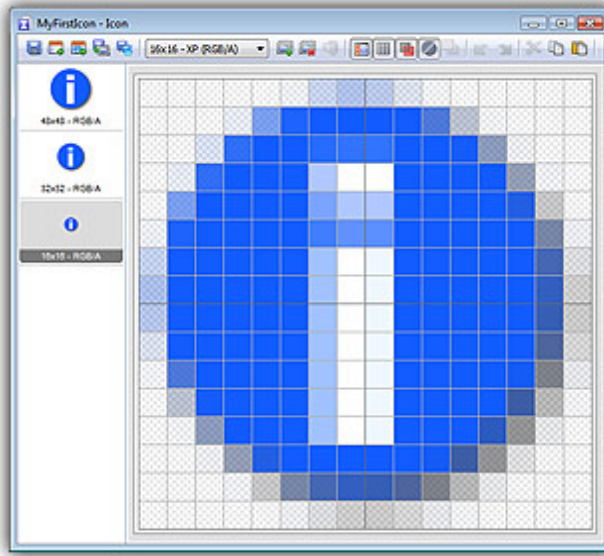 MyFirstIcon - Icon
16x16 - XP (RGB/A)
48x48 - RGB/A
32x32 - RGB/A
16x16 - RGB/A